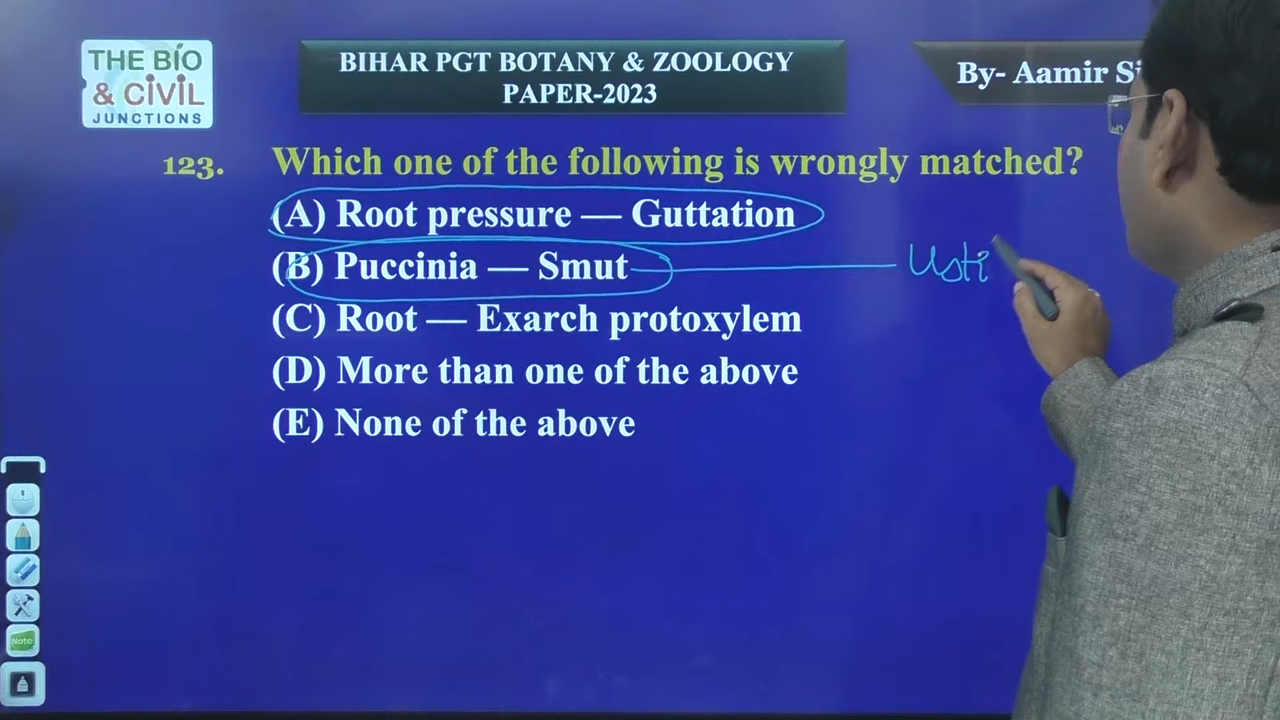 THE BIO
& CIVIL
JUNCTIONS
BIHAR PGT BOTANY & ZOOLOGY
PAPER-2023
By- Aamir Si
123. Which one of the following is wrongly matched?
(A) Root pressure — Guttation
(B) Puccinia — Smut Usti
(C) Root — Exarch protoxylem
(D) More than one of the above
(E) None of the above
Note